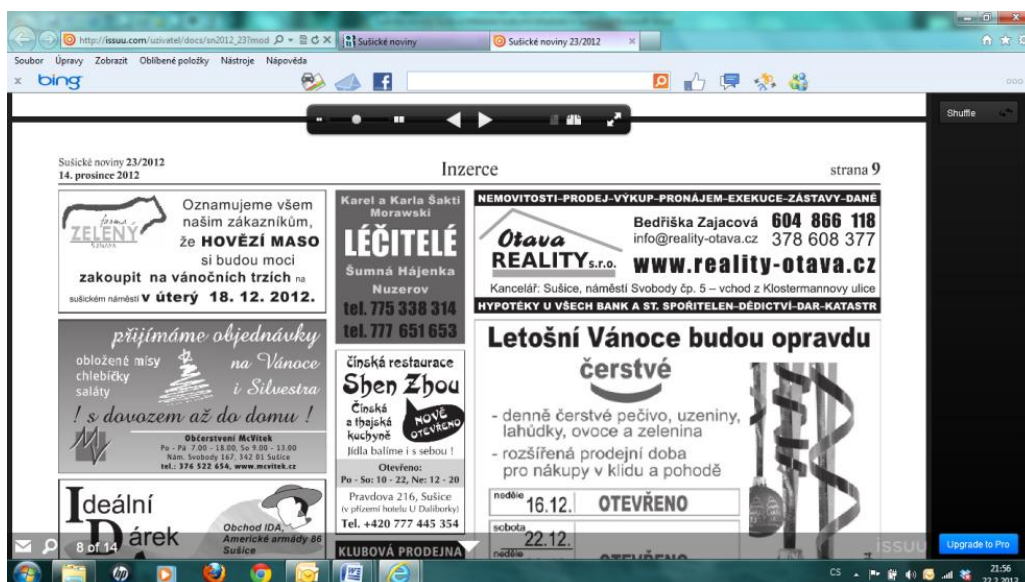 http://issuu.com/uzivatel/docs/sn2012_23?mod
Sušické noviny
Sušické noviny 23/2012
Soubor Úpravy Zobrazit Oblíbené položky Nástroje Nápověda
bing
Shuffle
Sušické noviny 23/2012
14. prosince 2012
Inzerce
strana 9
farma
ZELENÝ
Oznamujeme všem
našim zákazníkům,
že HOVĚZÍ MASO
si budou moci
zakoupit na vánočních trzích na
sušickém náměstí v úterý 18. 12. 2012.
přijímáme objednávky
obložené mísy
chlebíčky
saláty
na Vánoce
i Silvestra
! s dovozem až do domu !
Občerstvení McVítek
Po - Pá 7.00 - 18.00, So 9.00 - 13.00
Nám. Svobody 167, 342 01 Sušice
tel.: 376 522 654, www.mcvitek.cz
Ideální
Dárek
Obchod IDA,
Americké armády 86
Sušice
Karel a Karla Šakti
Morawski
LÉČITELÉ
Šumná Hájenka
Nuzerov
tel. 775 338 314
tel. 777 651 653
čínská restaurace
Shen Zhou
Čínská
a thajská
kuchyně
NOVĚ
OTEVŘENO
Jídla balíme i s sebou !
Otevřeno:
Po - So: 10 - 22, Ne: 12 - 20
Pravdova 216, Sušice
(v přízemí hotelu U Daliborky)
Tel. +420 777 445 354
KLUBOVÁ PRODEJNA
NEMOVITOSTI–PRODEJ–VÝKUP–PRONÁJEM–EXEKUCE–ZÁSTAVY–DANĚ
Otava
REALITY s.r.o.
Bedřiška Zajacová 604 866 118
info@reality-otava.cz 378 608 377
www.reality-otava.cz
Kancelář: Sušice, náměstí Svobody čp. 5 – vchod z Klostermannovy ulice
HYPOTÉKY U VŠECH BANK A ST. SPOŘITELEN–DĚDICTVÍ–DAR–KATASTR
Letošní Vánoce budou opravdu
čerstvé
- denně čerstvé pečivo, uzeniny,
lahůdky, ovoce a zelenina
- rozšířená prodejní doba
pro nákupy v klidu a pohodě
neděle 16.12. OTEVŘENO
sobota
22.12.
neděle
OTEVŘENO
8 of 14
issuu
Upgrade to Pro
CS
21:56